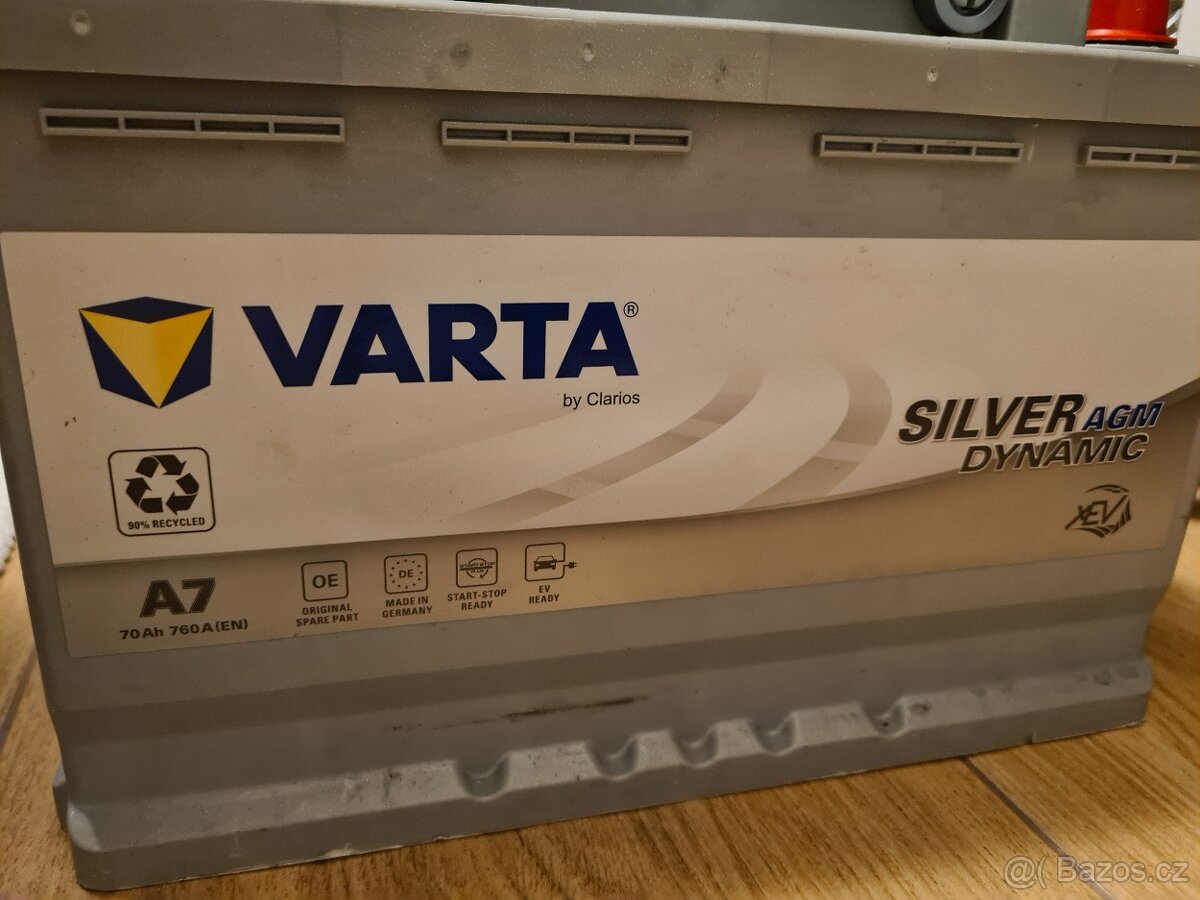 VARTA®
by Clarios
SILVER AGM
DYNAMIC
XEV
90% RECYCLED
A7
70Ah 760A(EN)
OE
ORIGINAL
SPARE PART
DE
MADE IN
GERMANY
START-STOP
READY
EV
READY
@( Bazos.cz